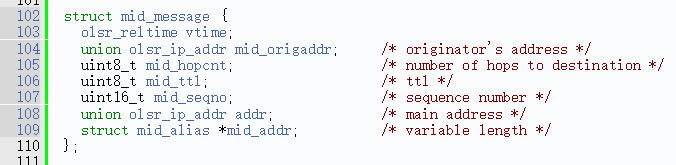 102 struct mid_message {
103 olsr_reltime vtime;
104 union olsr_ip_addr mid_origaddr; /* originator's address */
105 uint8_t mid_hopcnt; /* number of hops to destination */
106 uint8_t mid_ttl; /* ttl */
107 uint16_t mid_seqno; /* sequence number */
108 union olsr_ip_addr addr; /* main address */
109 struct mid_alias *mid_addr; /* variable length */
110 };